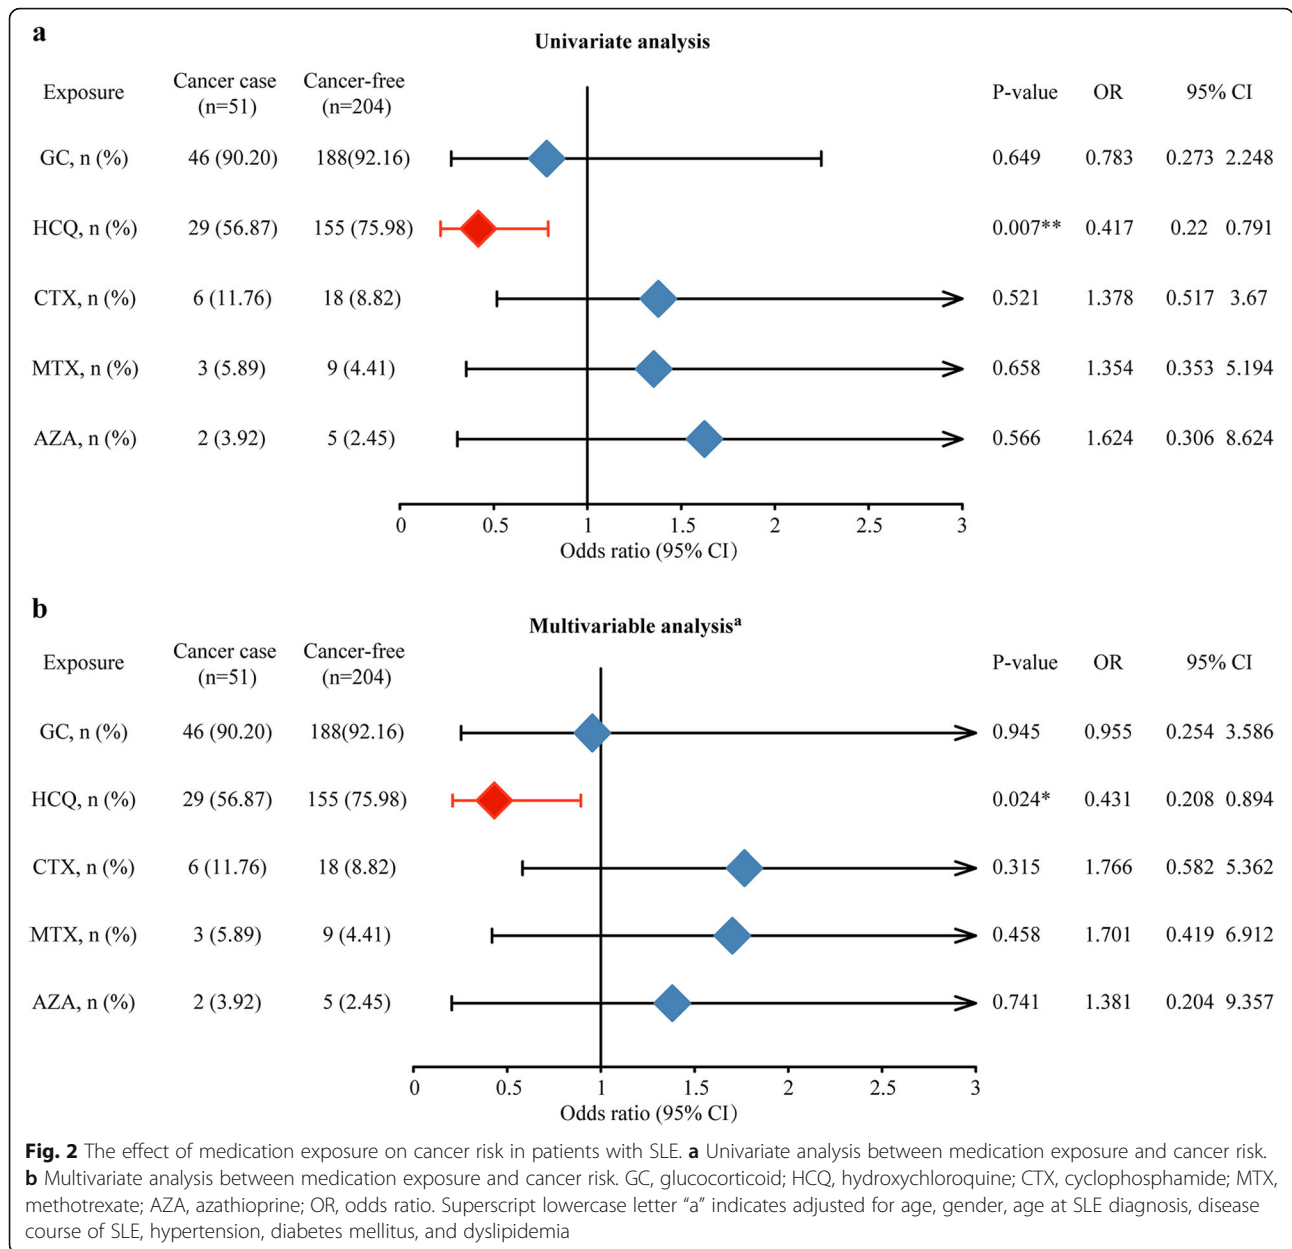 a
Univariate analysis
Exposure Cancer case (n=51) Cancer-free (n=204) P-value OR 95% CI
GC, n (%) 46 (90.20) 188(92.16) 0.649 0.783 0.273 2.248
HCQ, n (%) 29 (56.87) 155 (75.98) 0.007** 0.417 0.22 0.791
CTX, n (%) 6 (11.76) 18 (8.82) 0.521 1.378 0.517 3.67
MTX, n (%) 3 (5.89) 9 (4.41) 0.658 1.354 0.353 5.194
AZA, n (%) 2 (3.92) 5 (2.45) 0.566 1.624 0.306 8.624
0 0.5 1 1.5 2 2.5 3
Odds ratio (95% CI)
b
Multivariable analysisᵃ
Exposure Cancer case (n=51) Cancer-free (n=204) P-value OR 95% CI
GC, n (%) 46 (90.20) 188(92.16) 0.945 0.955 0.254 3.586
HCQ, n (%) 29 (56.87) 155 (75.98) 0.024* 0.431 0.208 0.894
CTX, n (%) 6 (11.76) 18 (8.82) 0.315 1.766 0.582 5.362
MTX, n (%) 3 (5.89) 9 (4.41) 0.458 1.701 0.419 6.912
AZA, n (%) 2 (3.92) 5 (2.45) 0.741 1.381 0.204 9.357
0 0.5 1 1.5 2 2.5 3
Odds ratio (95% CI)
Fig. 2 The effect of medication exposure on cancer risk in patients with SLE. a Univariate analysis between medication exposure and cancer risk.
b Multivariate analysis between medication exposure and cancer risk. GC, glucocorticoid; HCQ, hydroxychloroquine; CTX, cyclophosphamide; MTX,
methotrexate; AZA, azathioprine; OR, odds ratio. Superscript lowercase letter “a” indicates adjusted for age, gender, age at SLE diagnosis, disease
course of SLE, hypertension, diabetes mellitus, and dyslipidemia